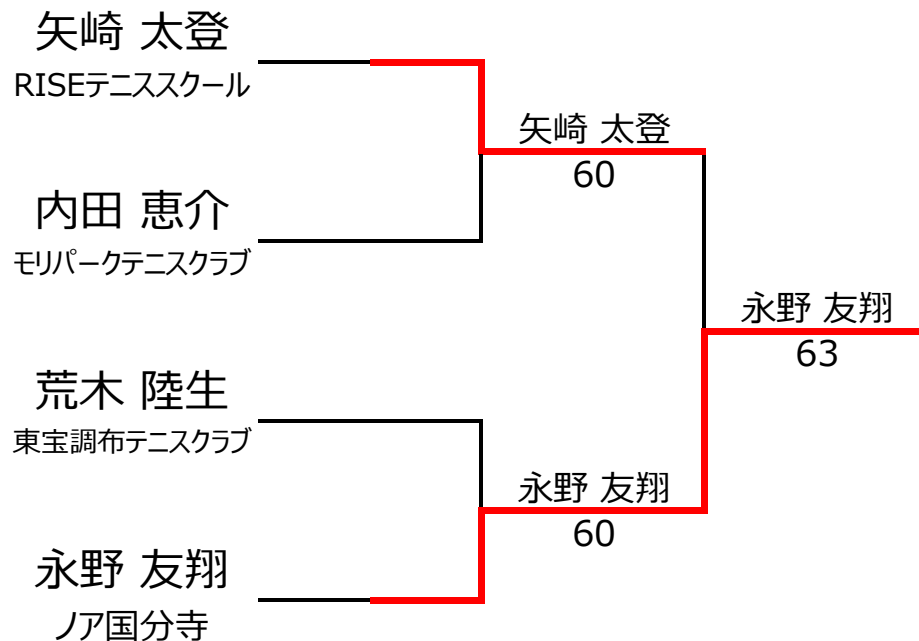 矢崎 太登
RISEテニススクール
矢崎 太登
60
内田 恵介
モリパークテニスクラブ
永野 友翔
63
荒木 陸生
東宝調布テニスクラブ
永野 友翔
60
永野 友翔
ノア国分寺